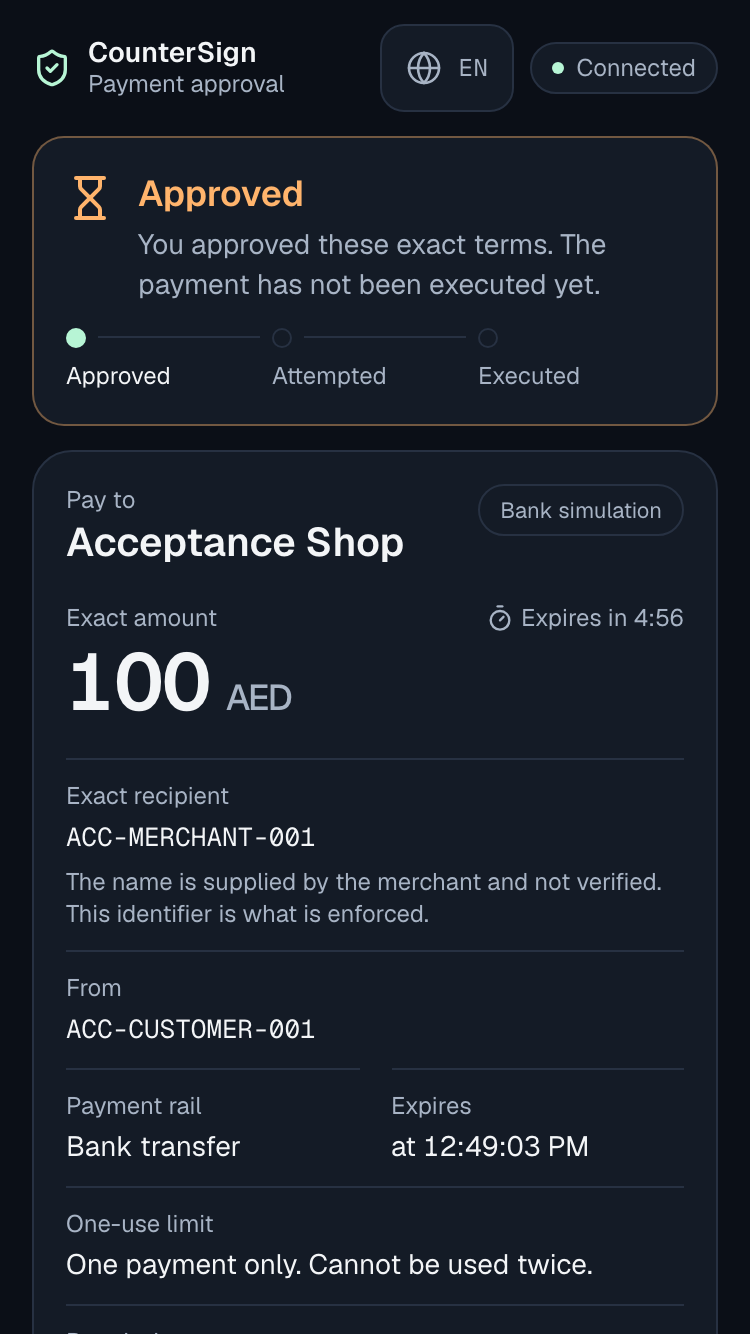 CounterSign
Payment approval
EN
Connected
Approved
You approved these exact terms. The
payment has not been executed yet.
Approved
Attempted
Executed
Pay to
Acceptance Shop
Bank simulation
Exact amount
Expires in 4:56
100 AED
Exact recipient
ACC-MERCHANT-001
The name is supplied by the merchant and not verified.
This identifier is what is enforced.
From
ACC-CUSTOMER-001
Payment rail
Bank transfer
Expires
at 12:49:03 PM
One-use limit
One payment only. Cannot be used twice.